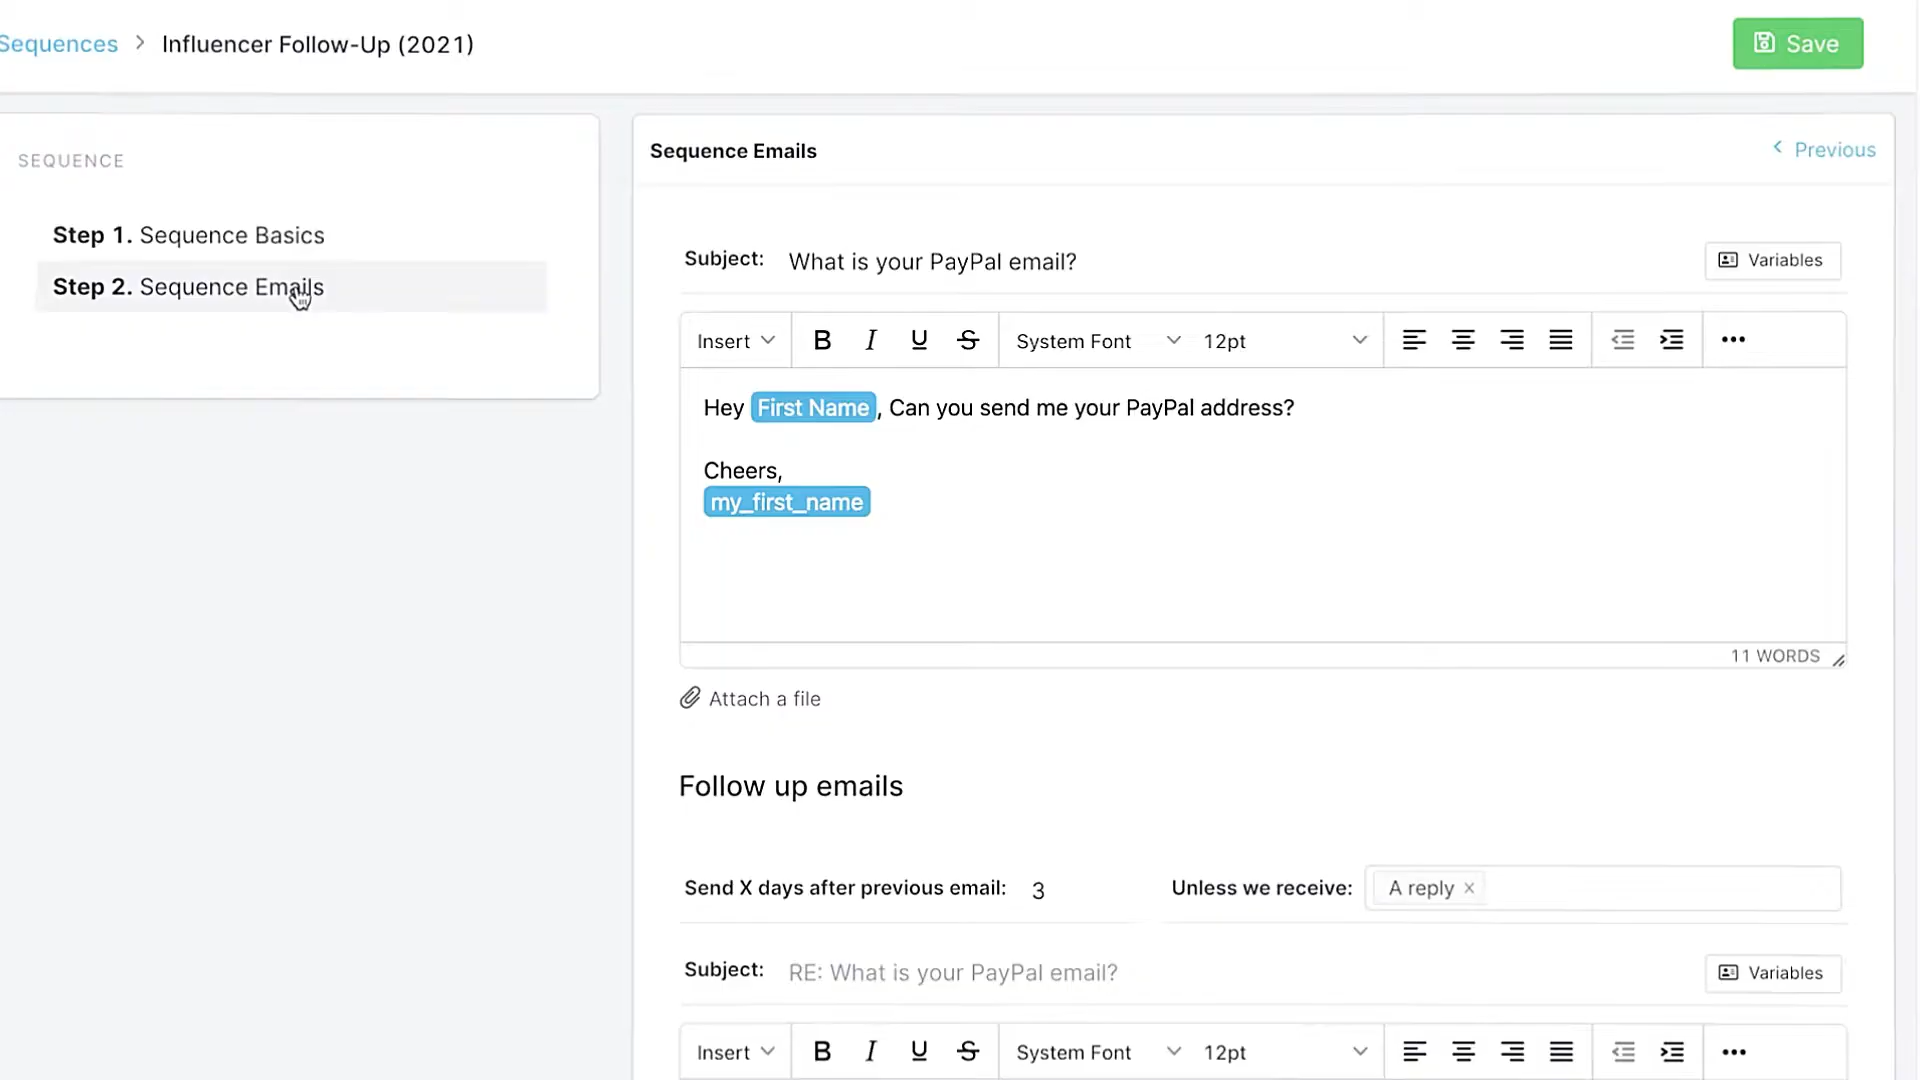 Sequences > Influencer Follow-Up (2021)
Save
SEQUENCE
Step 1. Sequence Basics
Step 2. Sequence Emails
Sequence Emails
Previous
Subject: What is your PayPal email?
Variables
Insert B I U S System Font 12pt
Hey First Name, Can you send me your PayPal address?
Cheers,
my_first_name
11 WORDS
Attach a file
Follow up emails
Send X days after previous email: 3
Unless we receive: A reply ×
Subject: RE: What is your PayPal email?
Variables
Insert B I U S System Font 12pt